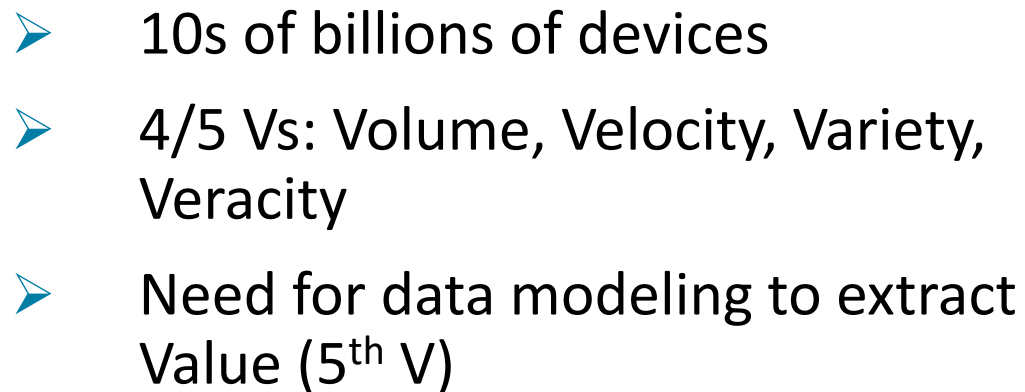 10s of billions of devices
4/5 Vs: Volume, Velocity, Variety,
Veracity
Need for data modeling to extract
Value (5th V)